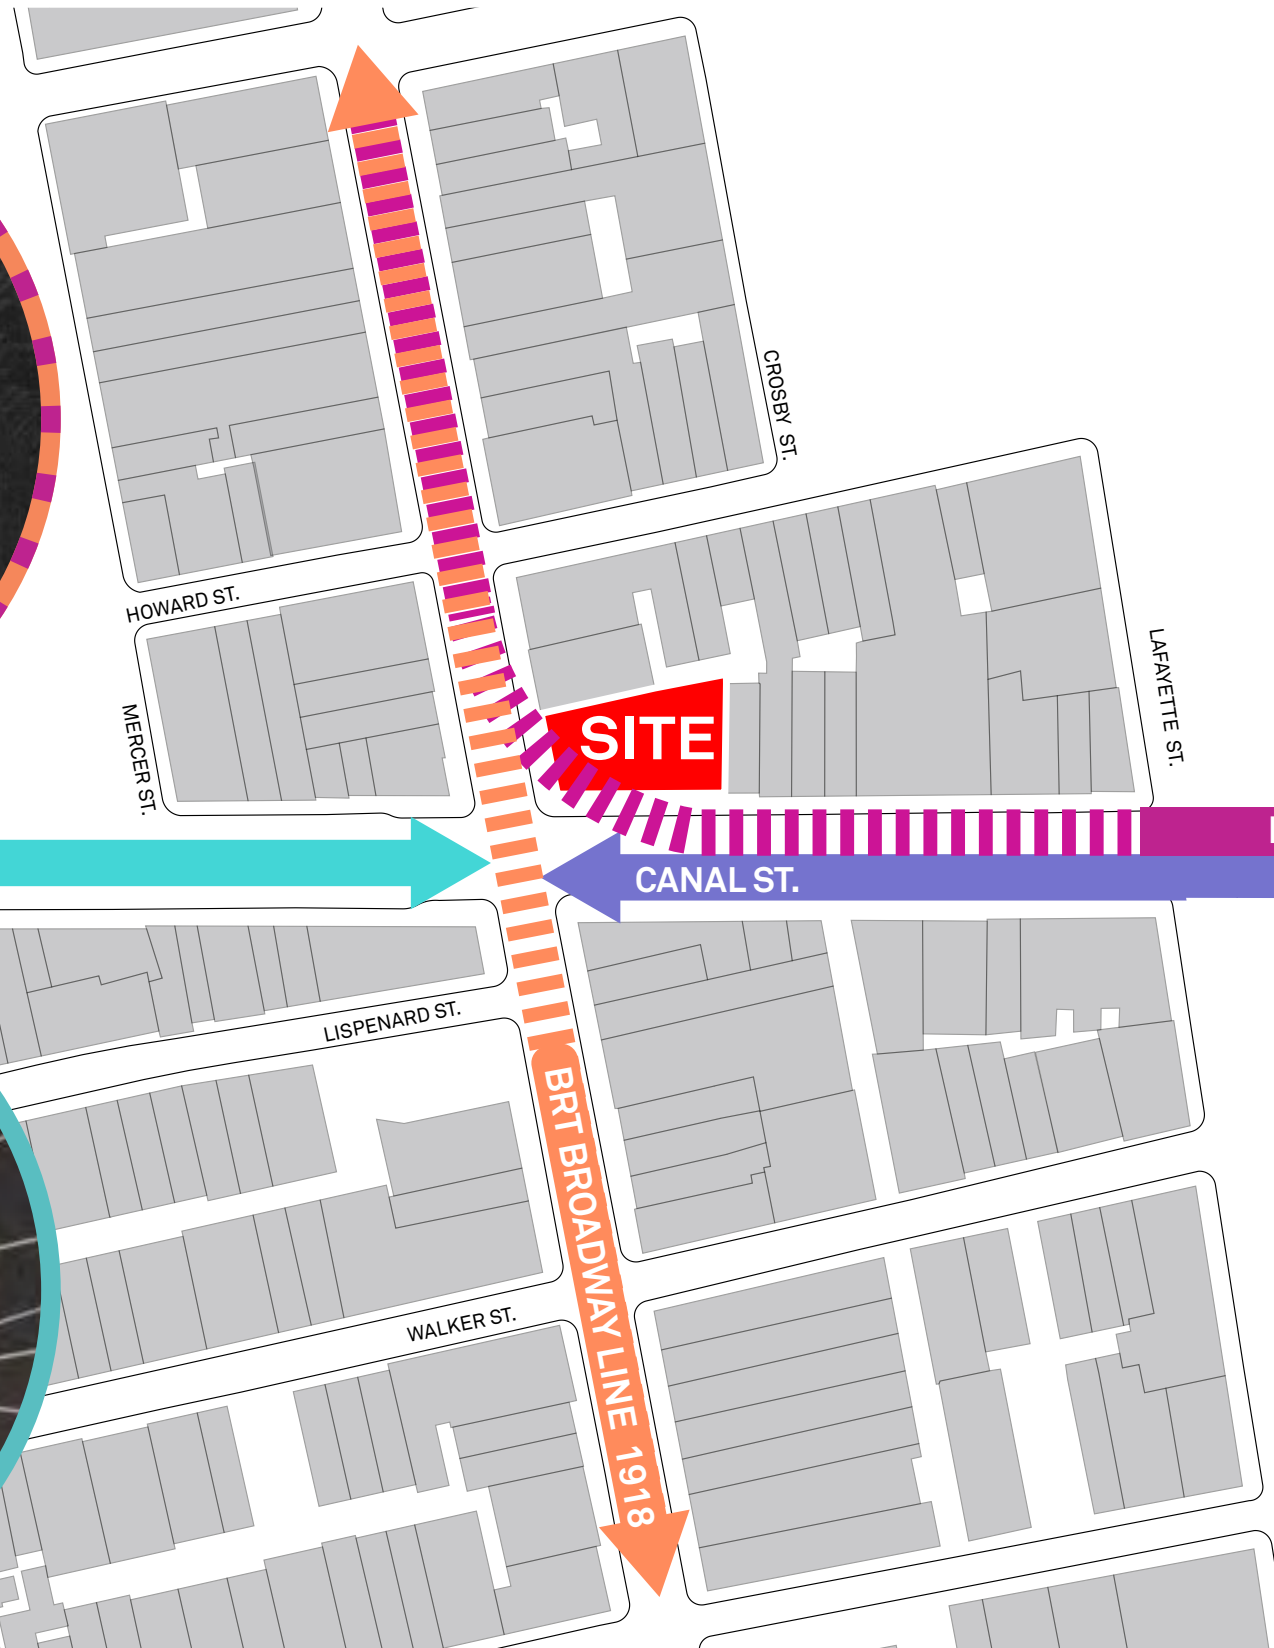 CROSBY ST.
HOWARD ST.
LAFAYETTE ST.
MERCER ST.
SITE
CANAL ST.
LISPENARD ST.
BRT BROADWAY LINE 1918
WALKER ST.